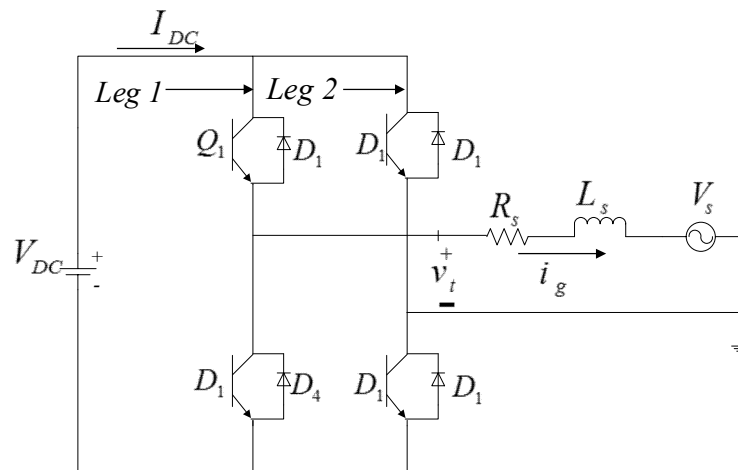 I_DC
Leg 1
Leg 2
Q_1
D_1
D_1
D_1
R_s
L_s
V_s
V_DC
+
-
+
v_t
-
i_g
D_1
D_4
D_1
D_1